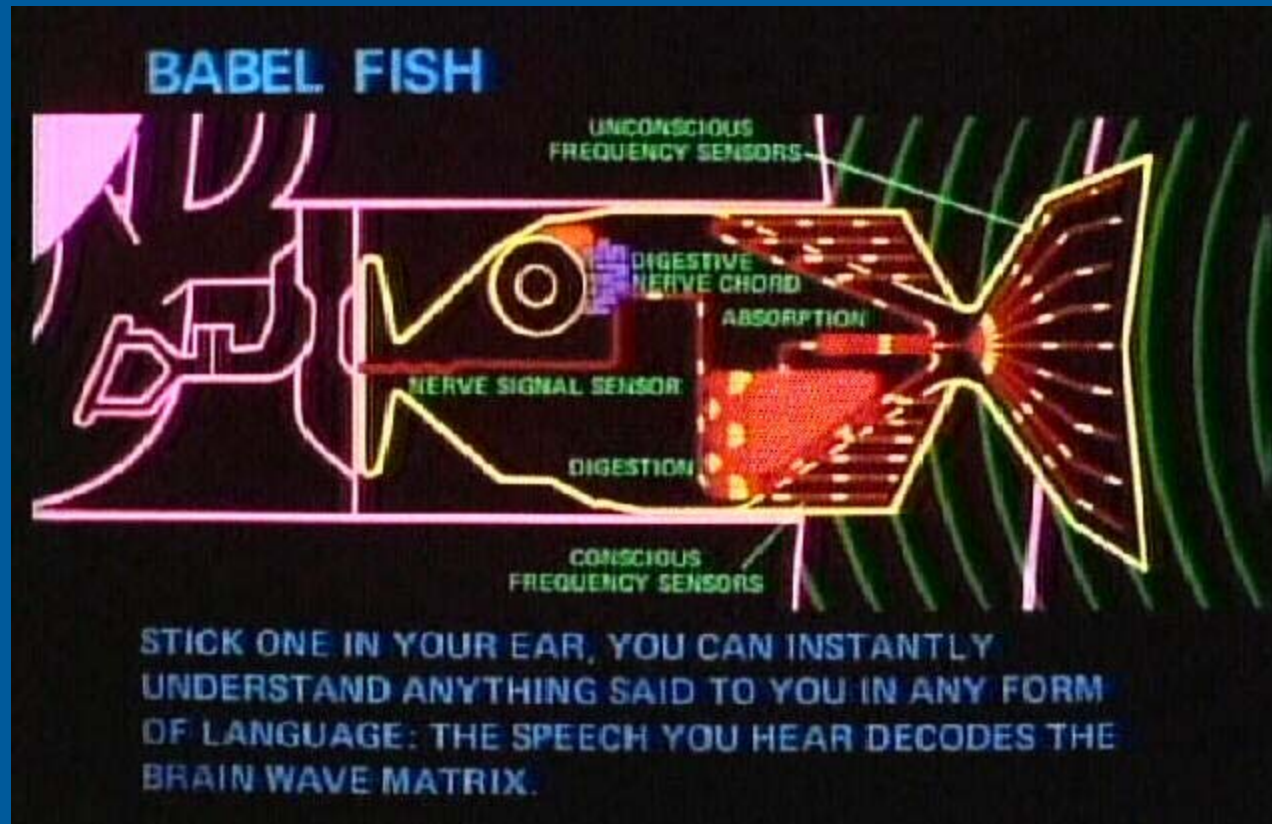 BABEL FISH
UNCONSCIOUS
FREQUENCY SENSORS
DIGESTIVE
NERVE CHORD
ABSORPTION
NERVE SIGNAL SENSOR
DIGESTION
CONSCIOUS
FREQUENCY SENSORS
STICK ONE IN YOUR EAR, YOU CAN INSTANTLY
UNDERSTAND ANYTHING SAID TO YOU IN ANY FORM
OF LANGUAGE: THE SPEECH YOU HEAR DECODES THE
BRAIN WAVE MATRIX.